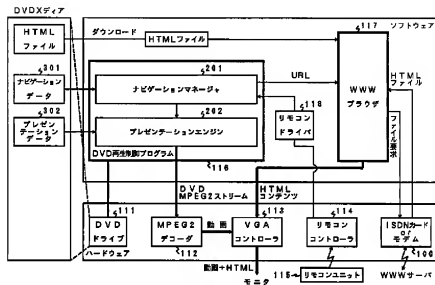 DVDメディア
HTML
ファイル
301
ナビゲーション
データ
302
プレゼン
テーション
データ
ダウンロード
HTMLファイル
117
ソフトウェア
201
ナビゲーションマネージャ
202
プレゼンテーションエンジン
DVD再生制御プログラム
116
URL
118
リモコン
ドライバ
WWW
ブラウザ
HTMLファイル
ファイル要求
DVD
MPEG2ストリーム
HTML
コンテンツ
111
DVD
ドライブ
ハードウェア
MPEG2
デコーダ
112
動画
113
VGA
コントローラ
114
リモコン
コントローラ
ISDNカード
or
モデム
100
動画+HTML
モニタ
115
リモコンユニット
WWWサーバ